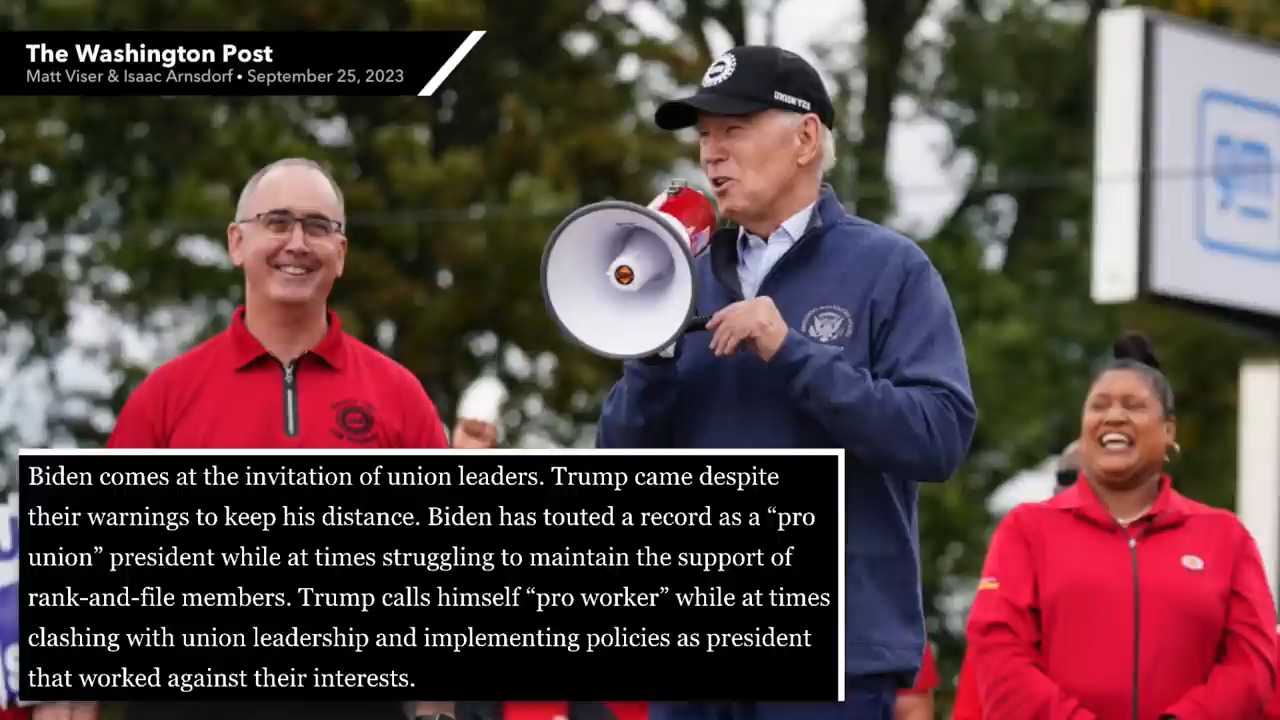 The Washington Post
Matt Viser & Isaac Arnsdorf • September 25, 2023
UNION YES
Biden comes at the invitation of union leaders. Trump came despite
their warnings to keep his distance. Biden has touted a record as a “pro
union” president while at times struggling to maintain the support of
rank-and-file members. Trump calls himself “pro worker” while at times
clashing with union leadership and implementing policies as president
that worked against their interests.